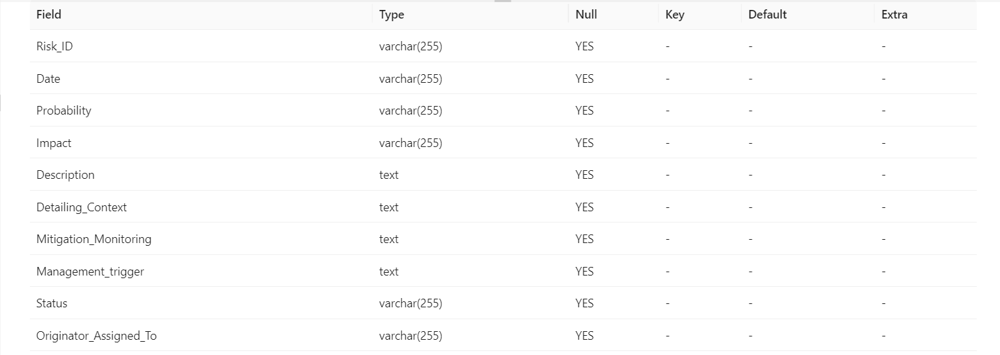 Field Type Null Key Default Extra
Risk_ID varchar(255) YES - - -
Date varchar(255) YES - - -
Probability varchar(255) YES - - -
Impact varchar(255) YES - - -
Description text YES - - -
Detailing_Context text YES - - -
Mitigation_Monitoring text YES - - -
Management_trigger text YES - - -
Status varchar(255) YES - - -
Originator_Assigned_To varchar(255) YES - - -